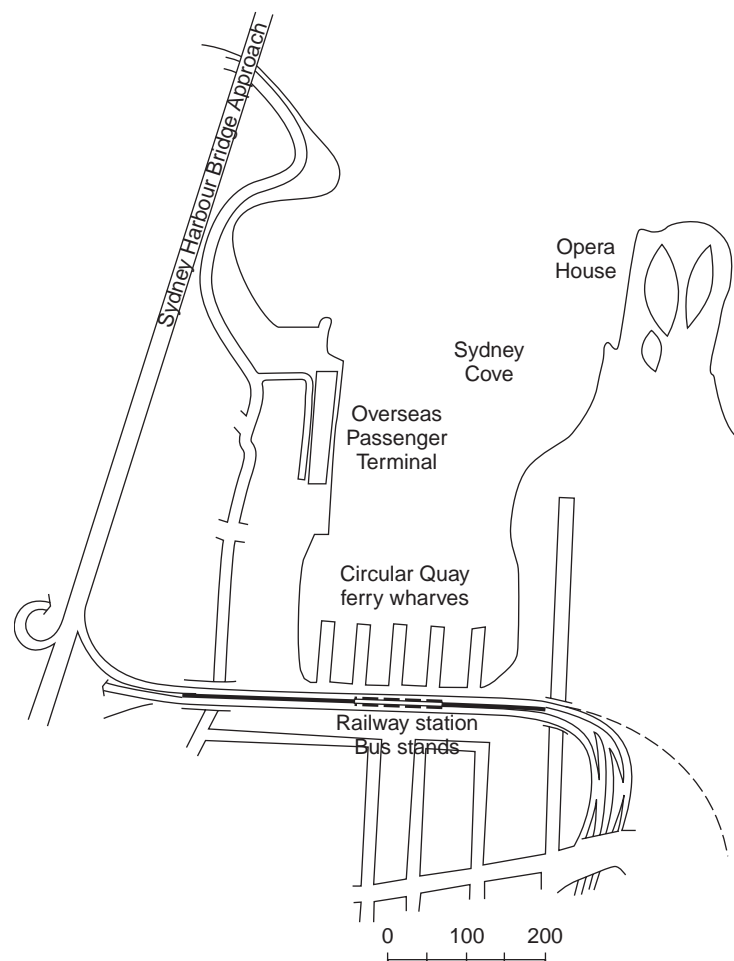 Sydney Harbour Bridge Approach
Opera
House
Sydney
Cove
Overseas
Passenger
Terminal
Circular Quay
ferry wharves
Railway station
Bus stands
0 100 200